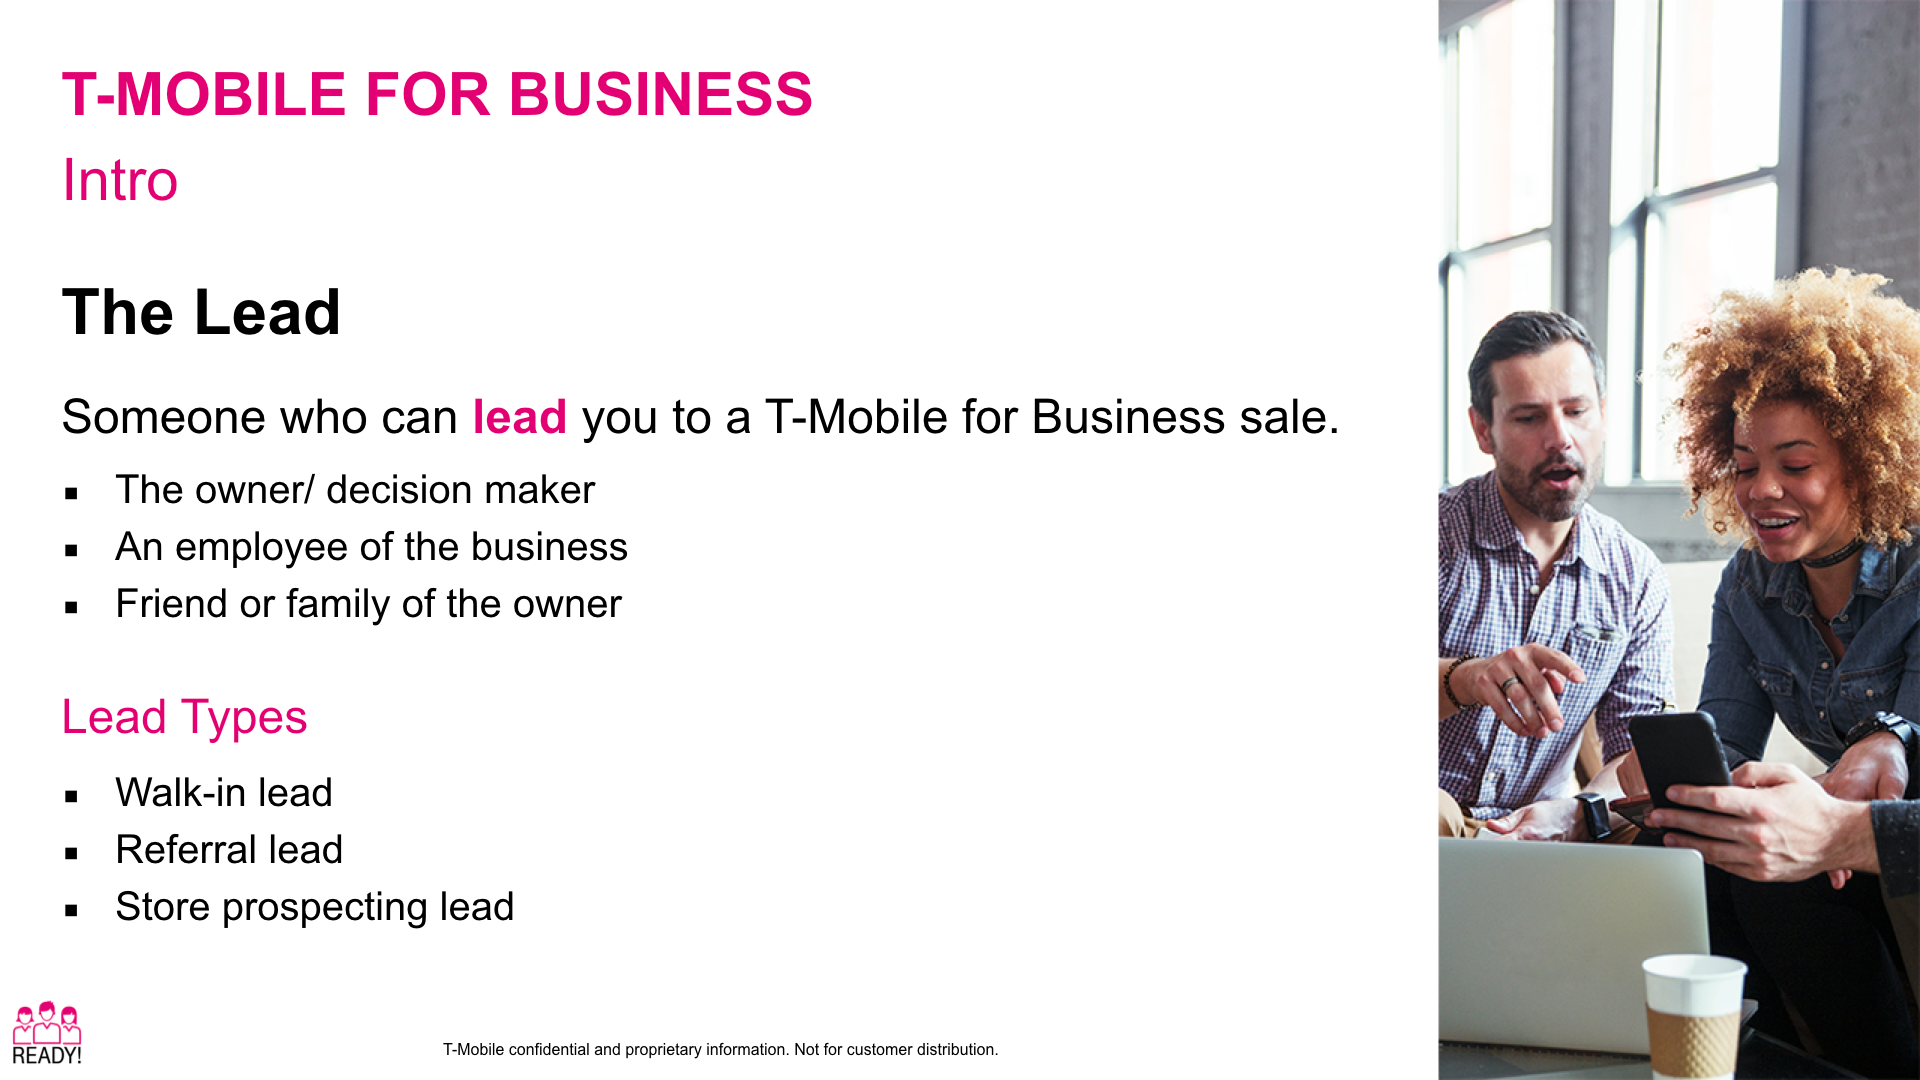 T-MOBILE FOR BUSINESS
Intro
The Lead
Someone who can lead you to a T-Mobile for Business sale.
▪ The owner/ decision maker
▪ An employee of the business
▪ Friend or family of the owner
Lead Types
▪ Walk-in lead
▪ Referral lead
▪ Store prospecting lead
READY!
T-Mobile confidential and proprietary information. Not for customer distribution.